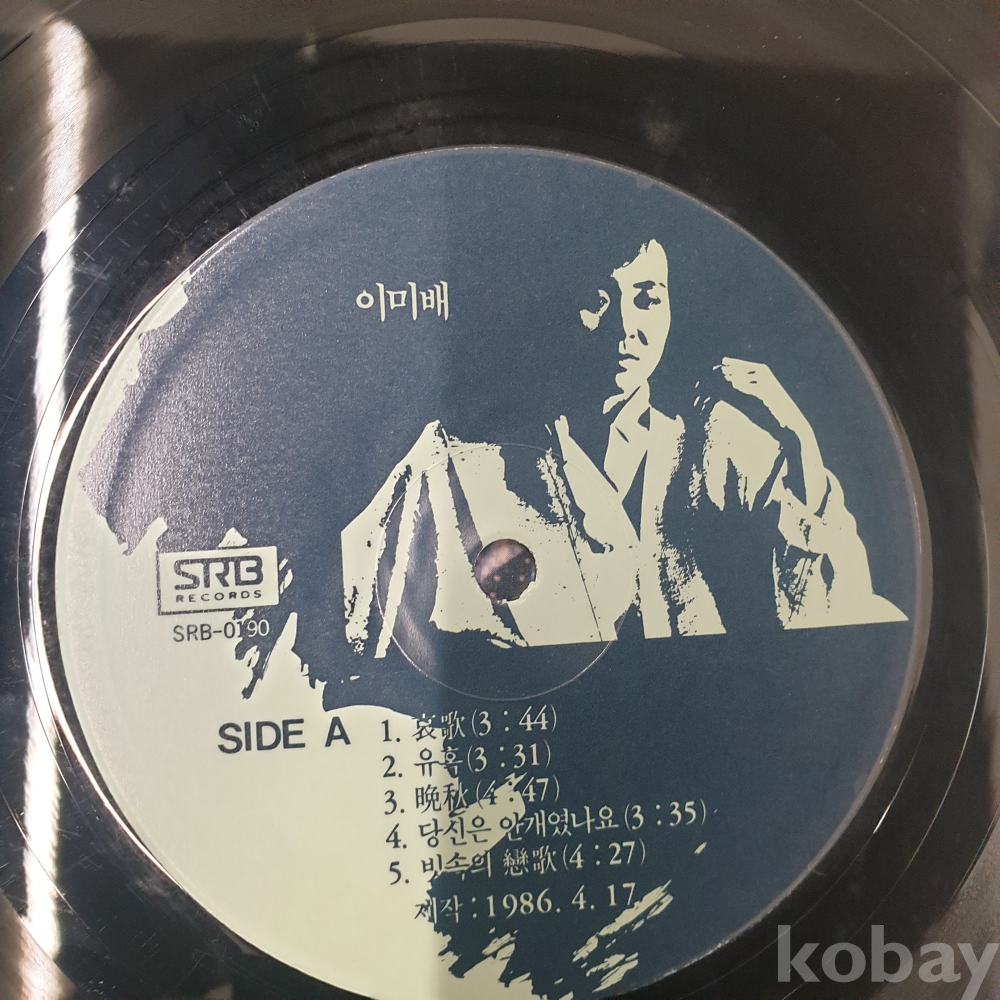 이미배
SRB
RECORDS
SRB-0190
SIDE A
1. 哀歌 (3 : 44)
2. 유혹 (3 : 31)
3. 晩秋 (4 : 47)
4. 당신은 안개였나요 (3 : 35)
5. 빗속의 戀歌 (4 : 27)
제작 : 1986. 4. 17
kobay